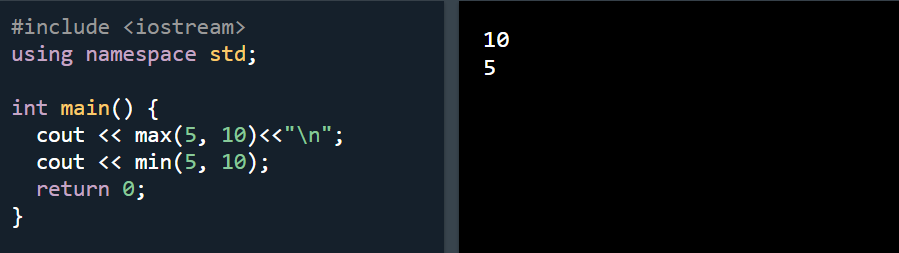 #include <iostream>
using namespace std;

int main() {
  cout << max(5, 10)<<"\n";
  cout << min(5, 10);
  return 0;
}
10
5